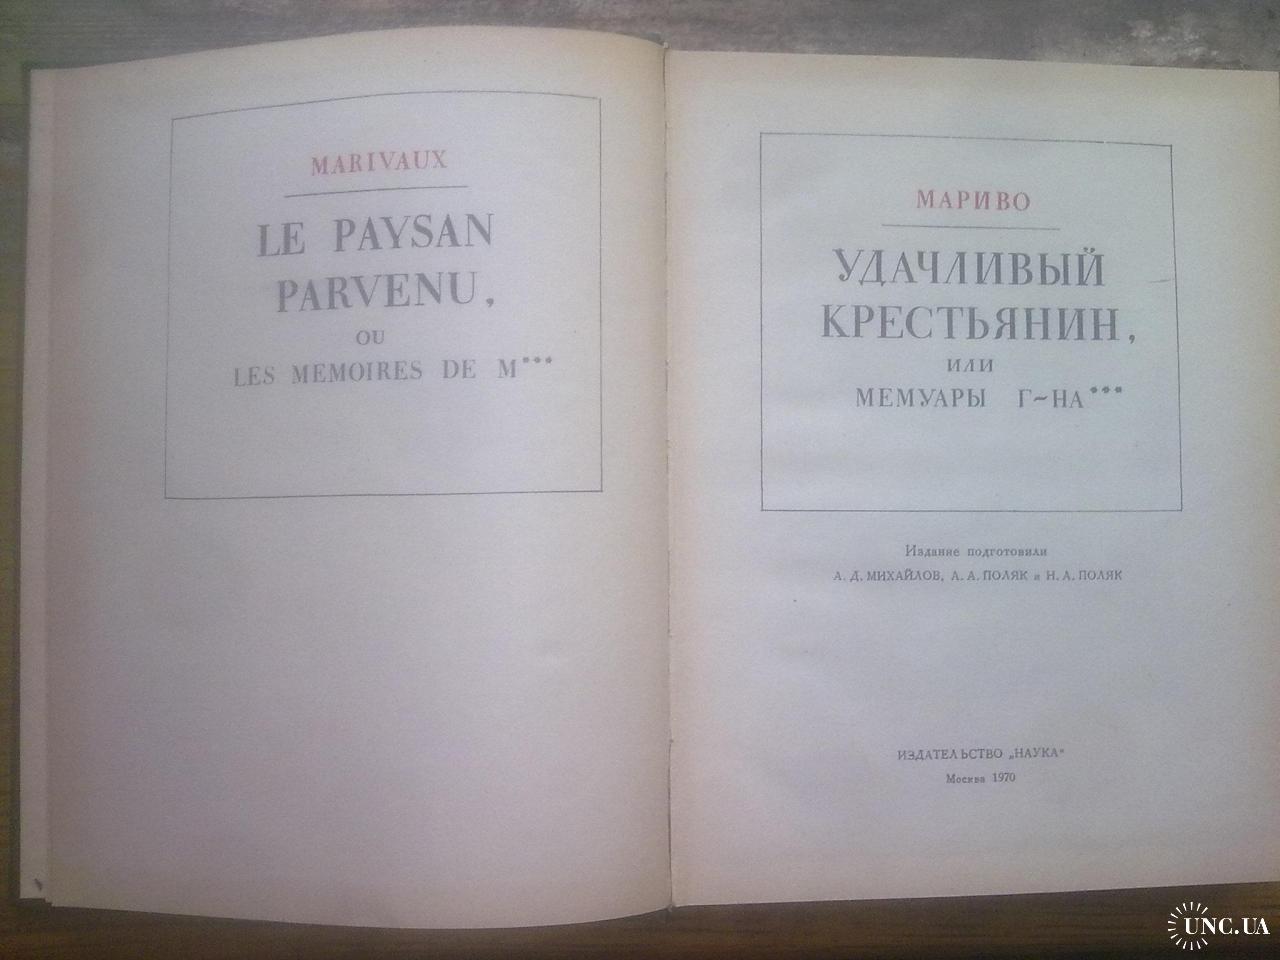 MARIVAUX
LE PAYSAN
PARVENU,
OU
LES MEMOIRES DE M***
МАРИВО
УДАЧЛИВЫЙ
КРЕСТЬЯНИН,
ИЛИ
МЕМУАРЫ Г~НА***
Издание подготовили
А. Д. МИХАЙЛОВ, А. А. ПОЛЯК и Н. А. ПОЛЯК
ИЗДАТЕЛЬСТВО „НАУКА“
Москва 1970
UNC.UA